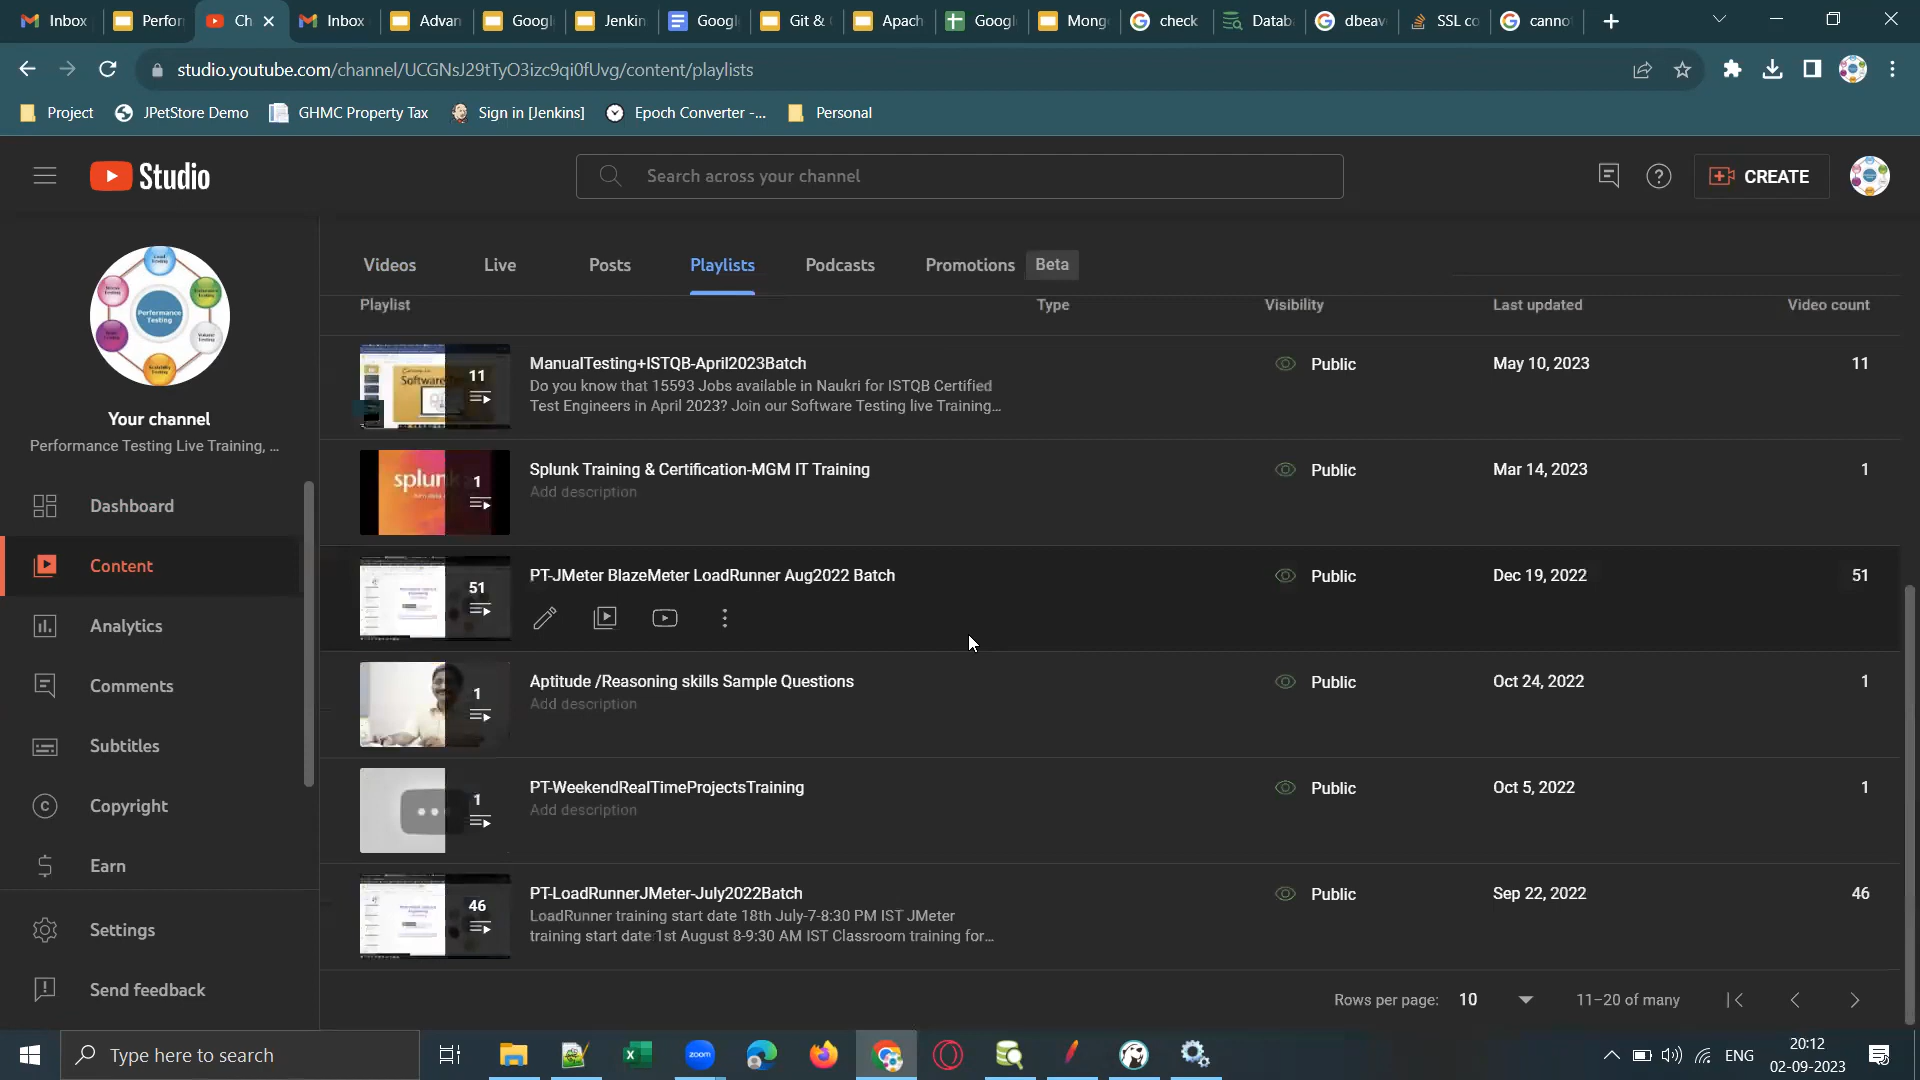 Inbox
Perfor
Ch
Inbox
Advan
Googl
Jenkin
Googl
Git &
Apach
Googl
Mong
check
Datab
dbeav
SSL co
canno
studio.youtube.com/channel/UCGNsJ29tTyO3izc9qi0fUvg/content/playlists
Project
JPetStore Demo
GHMC Property Tax
Sign in [Jenkins]
Epoch Converter -...
Personal
Studio
Search across your channel
CREATE
Videos
Live
Posts
Playlists
Podcasts
Promotions
Beta
Playlist
Type
Visibility
Last updated
Video count
Performance
Testing
Your channel
Performance Testing Live Training, ...
Dashboard
Content
Analytics
Comments
Subtitles
Copyright
Earn
Settings
Send feedback
11
ManualTesting+ISTQB-April2023Batch
Do you know that 15593 Jobs available in Naukri for ISTQB Certified
Test Engineers in April 2023? Join our Software Testing live Training...
Public
May 10, 2023
11
splunk
1
Splunk Training & Certification-MGM IT Training
Add description
Public
Mar 14, 2023
1
51
PT-JMeter BlazeMeter LoadRunner Aug2022 Batch
Public
Dec 19, 2022
51
1
Aptitude /Reasoning skills Sample Questions
Add description
Public
Oct 24, 2022
1
1
PT-WeekendRealTimeProjectsTraining
Add description
Public
Oct 5, 2022
1
46
PT-LoadRunnerJMeter-July2022Batch
LoadRunner training start date 18th July-7-8:30 PM IST JMeter
training start date 1st August 8-9:30 AM IST Classroom training for...
Public
Sep 22, 2022
46
Rows per page:
10
11–20 of many
Type here to search
zoom
ENG
20:12
02-09-2023